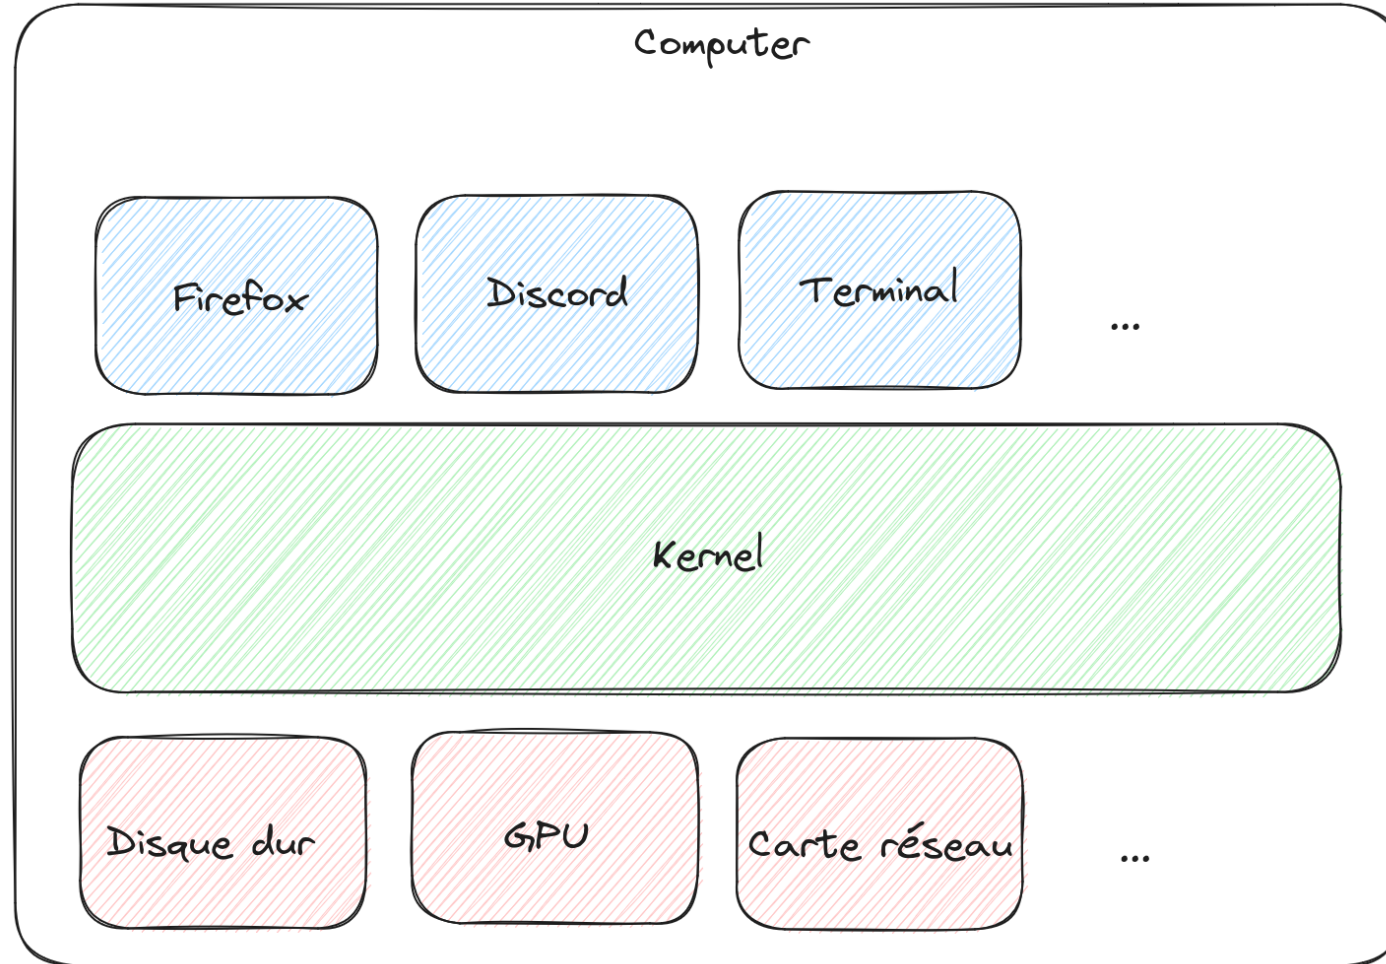 Computer
Firefox
Discord
Terminal
...
Kernel
Disque dur
GPU
Carte réseau
...